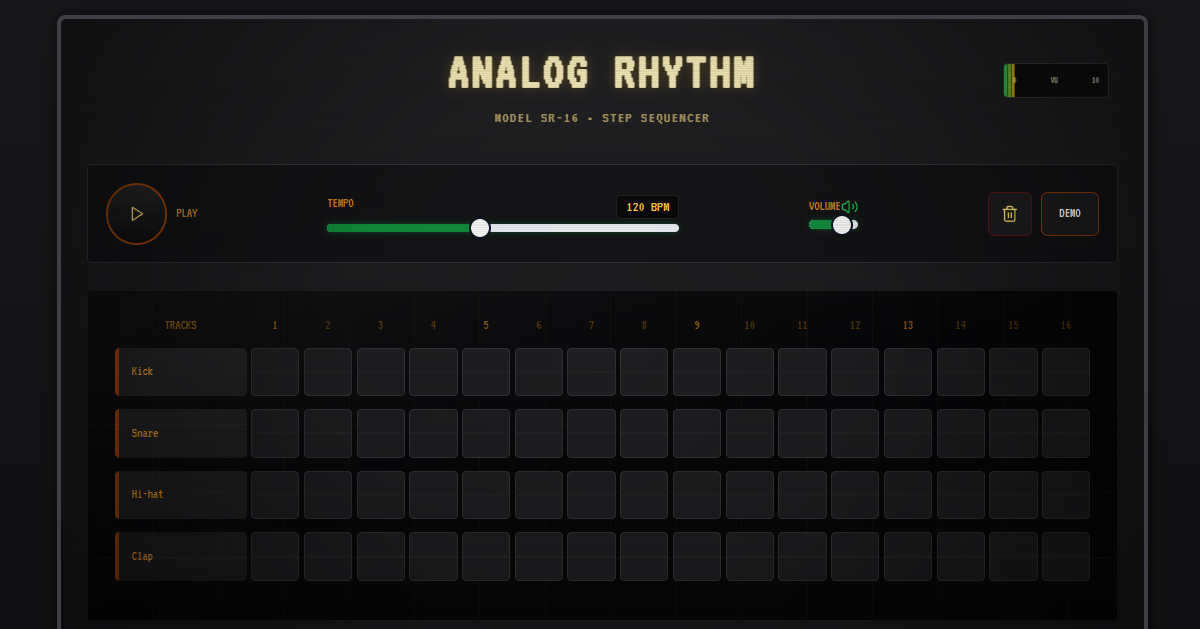 ANALOG RHYTHM
MODEL SR-16 - STEP SEQUENCER
VU 10
PLAY
TEMPO
120 BPM
VOLUME
DEMO
TRACKS 1 2 3 4 5 6 7 8 9 10 11 12 13 14 15 16
Kick
Snare
Hi-hat
Clap